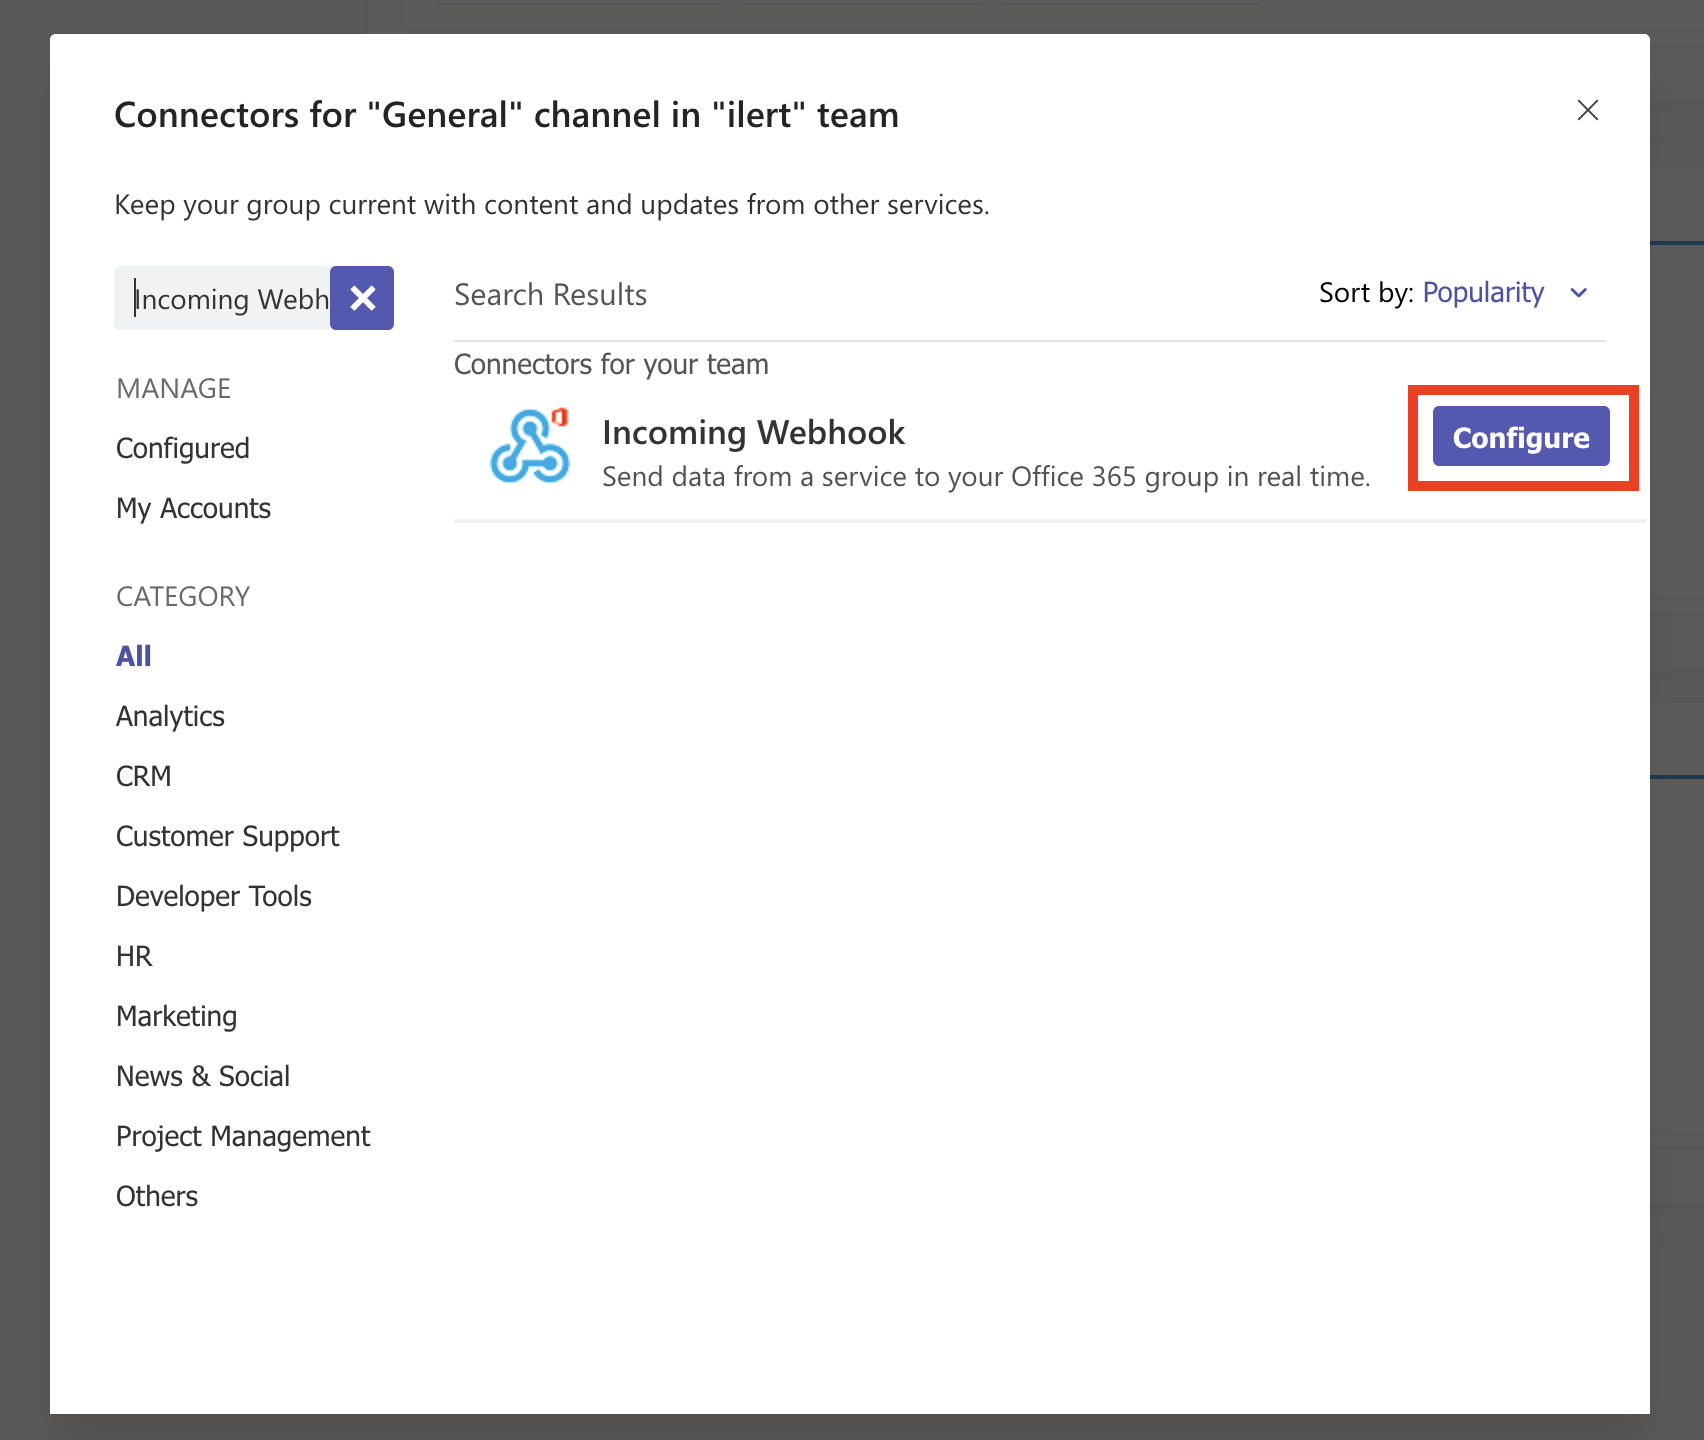 Connectors for "General" channel in "ilert" team
Keep your group current with content and updates from other services.
Incoming Webh
Search Results
Sort by: Popularity
Connectors for your team
MANAGE
Configured
My Accounts
Incoming Webhook
Send data from a service to your Office 365 group in real time.
Configure
CATEGORY
All
Analytics
CRM
Customer Support
Developer Tools
HR
Marketing
News & Social
Project Management
Others